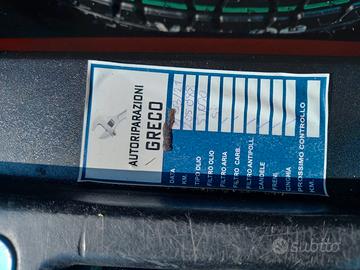 AUTORIPARAZIONI
GRECO
DATA
KM.
TIPO OLIO
FILTRO OLIO
FILTRO ARIA
FILTRO CARB.
FILTRO ANTIPOLL.
CANDELE
FRENI
CINGHIA
PROSSIMO CONTROLLO
KM.
subito